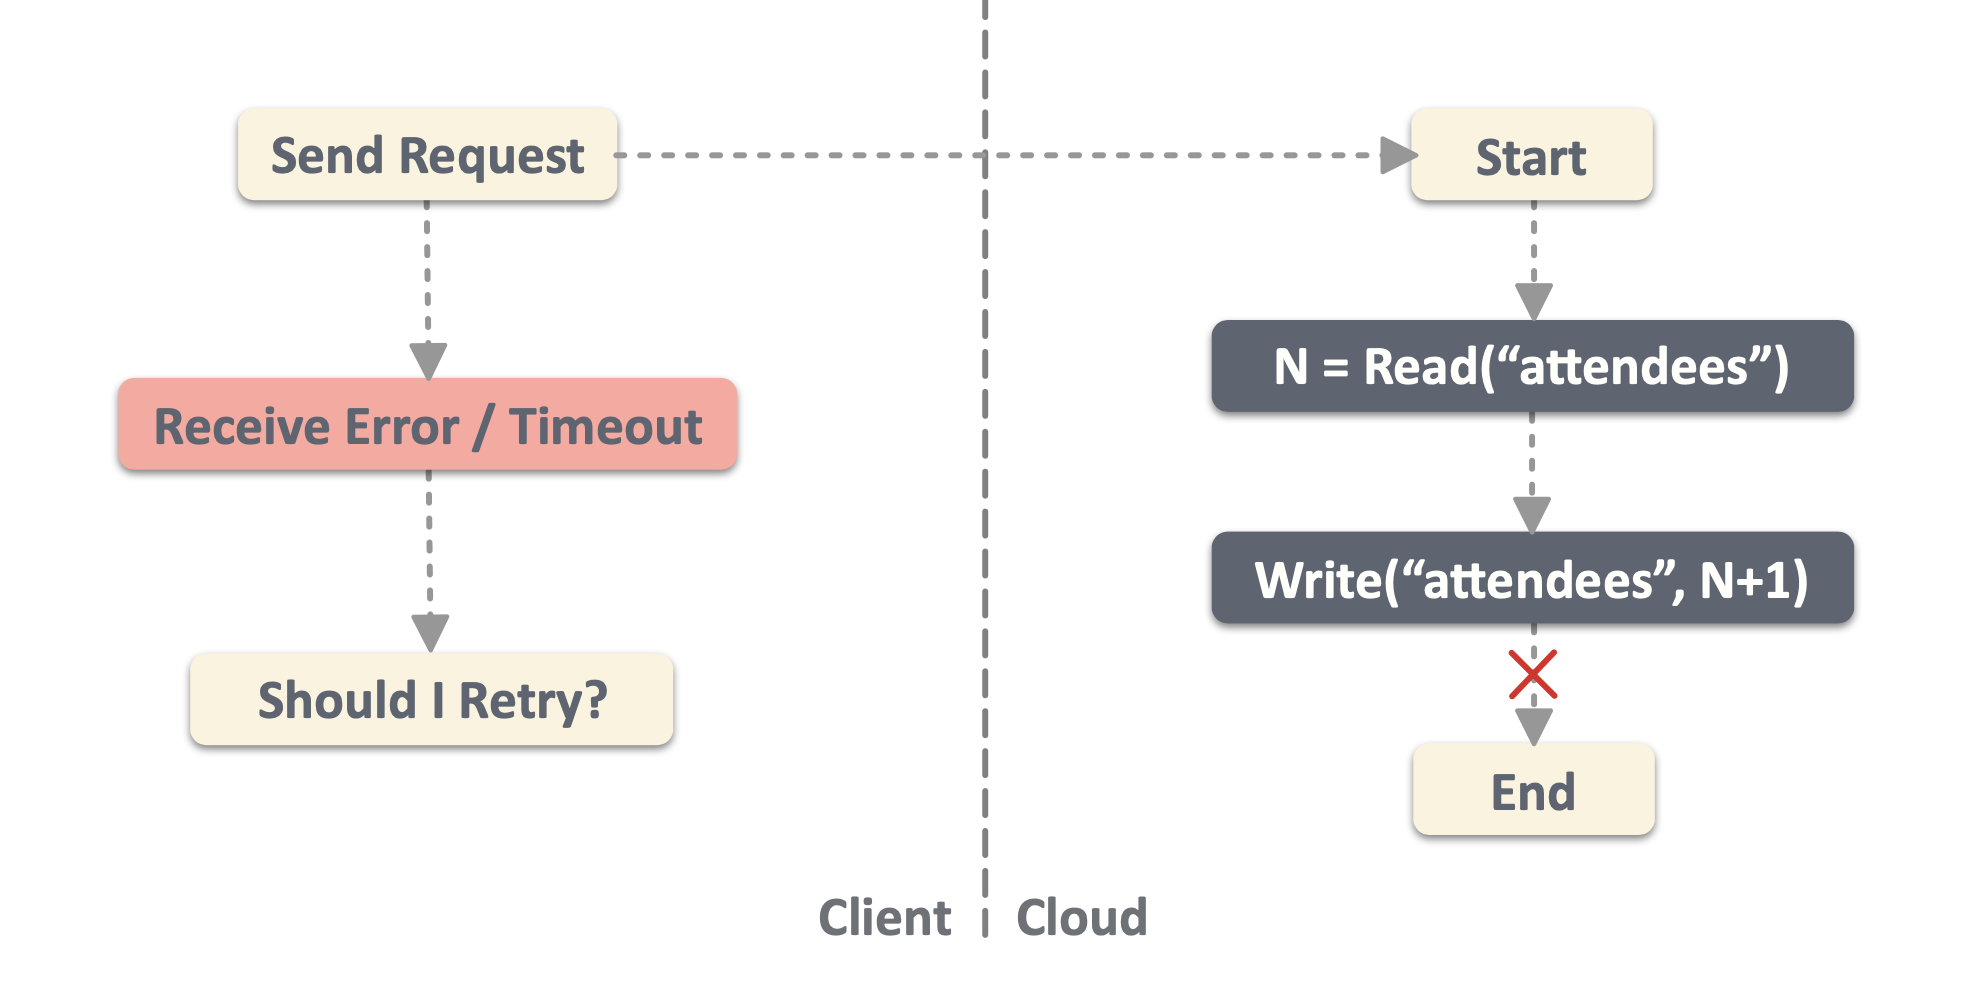 Send Request
Start
N = Read(“attendees”)
Receive Error / Timeout
Write(“attendees”, N+1)
Should I Retry?
End
Client
Cloud